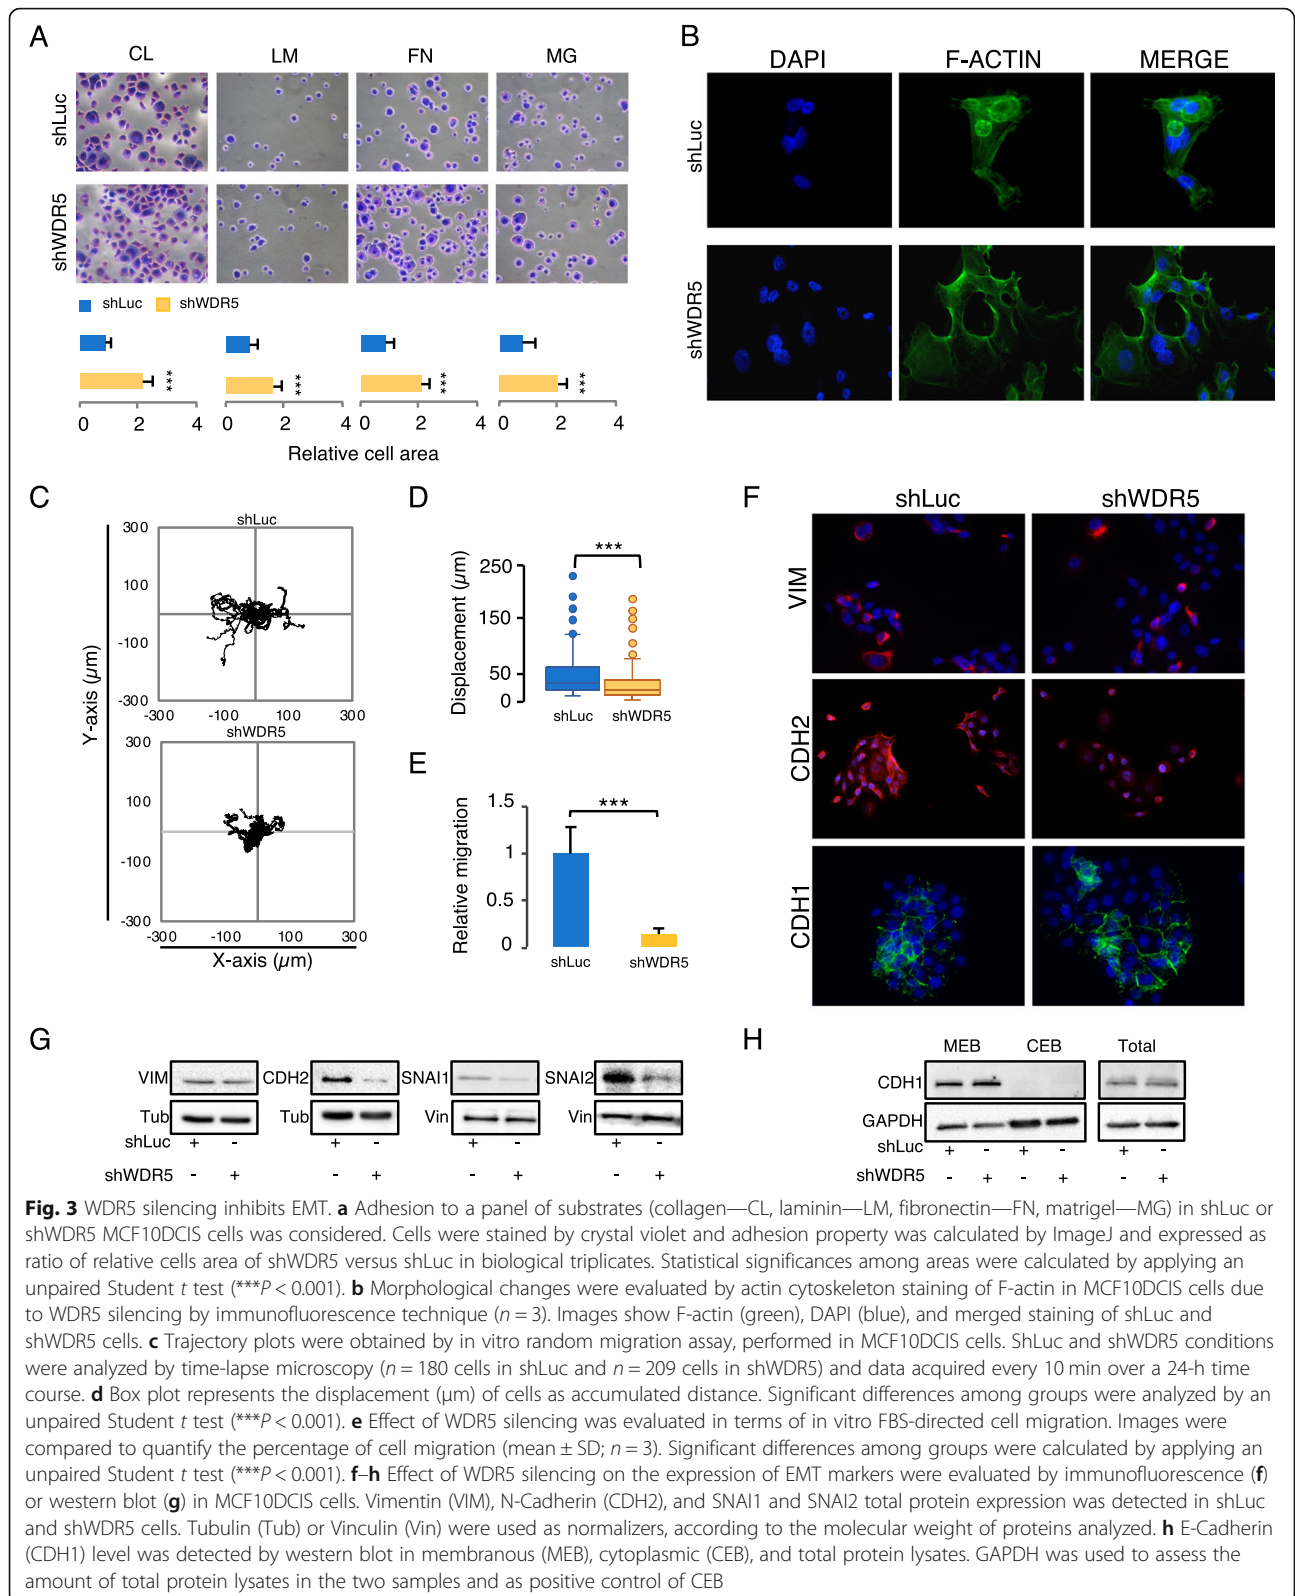 A
CL LM FN MG
shLuc
shWDR5
shLuc shWDR5
*** *** *** ***
0 2 4 0 2 4 0 2 4 0 2 4
Relative cell area
B
DAPI F-ACTIN MERGE
shLuc
shWDR5
C
shLuc
300
100
-100
-300
-300 -100 100 300
shWDR5
300
100
-100
-300
-300 -100 100 300
Y-axis (µm)
X-axis (µm)
D
***
Displacement (µm)
250
150
50
0
shLuc shWDR5
E
***
Relative migration
1.5
1
0.5
0
shLuc shWDR5
F
shLuc shWDR5
VIM
CDH2
CDH1
G
VIM CDH2 SNAI1 SNAI2
Tub Tub Vin Vin
shLuc + - + - + - + -
shWDR5 - + - + - + - +
H
MEB CEB Total
CDH1
GAPDH
shLuc + - + - + -
shWDR5 - + - + - +
Fig. 3 WDR5 silencing inhibits EMT. a Adhesion to a panel of substrates (collagen—CL, laminin—LM, fibronectin—FN, matrigel—MG) in shLuc or
shWDR5 MCF10DCIS cells was considered. Cells were stained by crystal violet and adhesion property was calculated by ImageJ and expressed as
ratio of relative cells area of shWDR5 versus shLuc in biological triplicates. Statistical significances among areas were calculated by applying an
unpaired Student t test (***P < 0.001). b Morphological changes were evaluated by actin cytoskeleton staining of F-actin in MCF10DCIS cells due
to WDR5 silencing by immunofluorescence technique (n = 3). Images show F-actin (green), DAPI (blue), and merged staining of shLuc and
shWDR5 cells. c Trajectory plots were obtained by in vitro random migration assay, performed in MCF10DCIS cells. ShLuc and shWDR5 conditions
were analyzed by time-lapse microscopy (n = 180 cells in shLuc and n = 209 cells in shWDR5) and data acquired every 10 min over a 24-h time
course. d Box plot represents the displacement (µm) of cells as accumulated distance. Significant differences among groups were analyzed by an
unpaired Student t test (***P < 0.001). e Effect of WDR5 silencing was evaluated in terms of in vitro FBS-directed cell migration. Images were
compared to quantify the percentage of cell migration (mean ± SD; n = 3). Significant differences among groups were calculated by applying an
unpaired Student t test (***P < 0.001). f–h Effect of WDR5 silencing on the expression of EMT markers were evaluated by immunofluorescence (f)
or western blot (g) in MCF10DCIS cells. Vimentin (VIM), N-Cadherin (CDH2), and SNAI1 and SNAI2 total protein expression was detected in shLuc
and shWDR5 cells. Tubulin (Tub) or Vinculin (Vin) were used as normalizers, according to the molecular weight of proteins analyzed. h E-Cadherin
(CDH1) level was detected by western blot in membranous (MEB), cytoplasmic (CEB), and total protein lysates. GAPDH was used to assess the
amount of total protein lysates in the two samples and as positive control of CEB